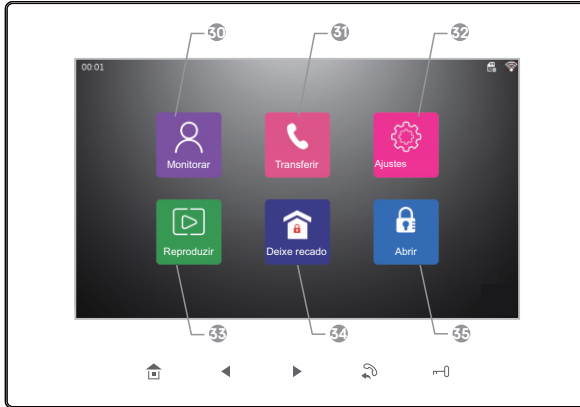 30 31 32
00:01
Monitorar Transferir Ajustes
Reproduzir Deixe recado Abrir
33 34 35